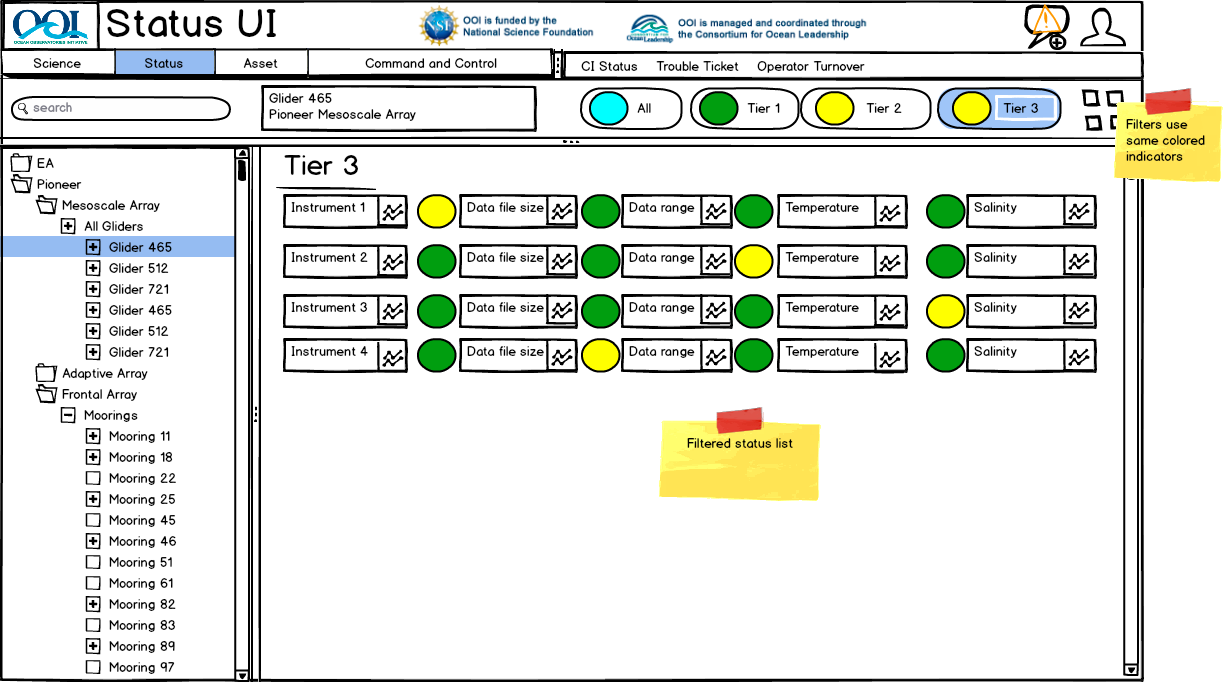 OOI
OCEAN OBSERVATORIES INITIATIVE
Status UI
NSF
OOI is funded by the
National Science Foundation
Ocean Leadership
OOI is managed and coordinated through
the Consortium for Ocean Leadership
Science
Status
Asset
Command and Control
CI Status
Trouble Ticket
Operator Turnover
search
Glider 465
Pioneer Mesoscale Array
All
Tier 1
Tier 2
Tier 3
Filters use
same colored
indicators
EA
Pioneer
Mesoscale Array
All Gliders
Glider 465
Glider 512
Glider 721
Glider 465
Glider 512
Glider 721
Adaptive Array
Frontal Array
Moorings
Mooring 11
Mooring 18
Mooring 22
Mooring 25
Mooring 45
Mooring 46
Mooring 51
Mooring 61
Mooring 82
Mooring 83
Mooring 89
Mooring 97
Tier 3
Instrument 1 Data file size Data range Temperature Salinity
Instrument 2 Data file size Data range Temperature Salinity
Instrument 3 Data file size Data range Temperature Salinity
Instrument 4 Data file size Data range Temperature Salinity
Filtered status list